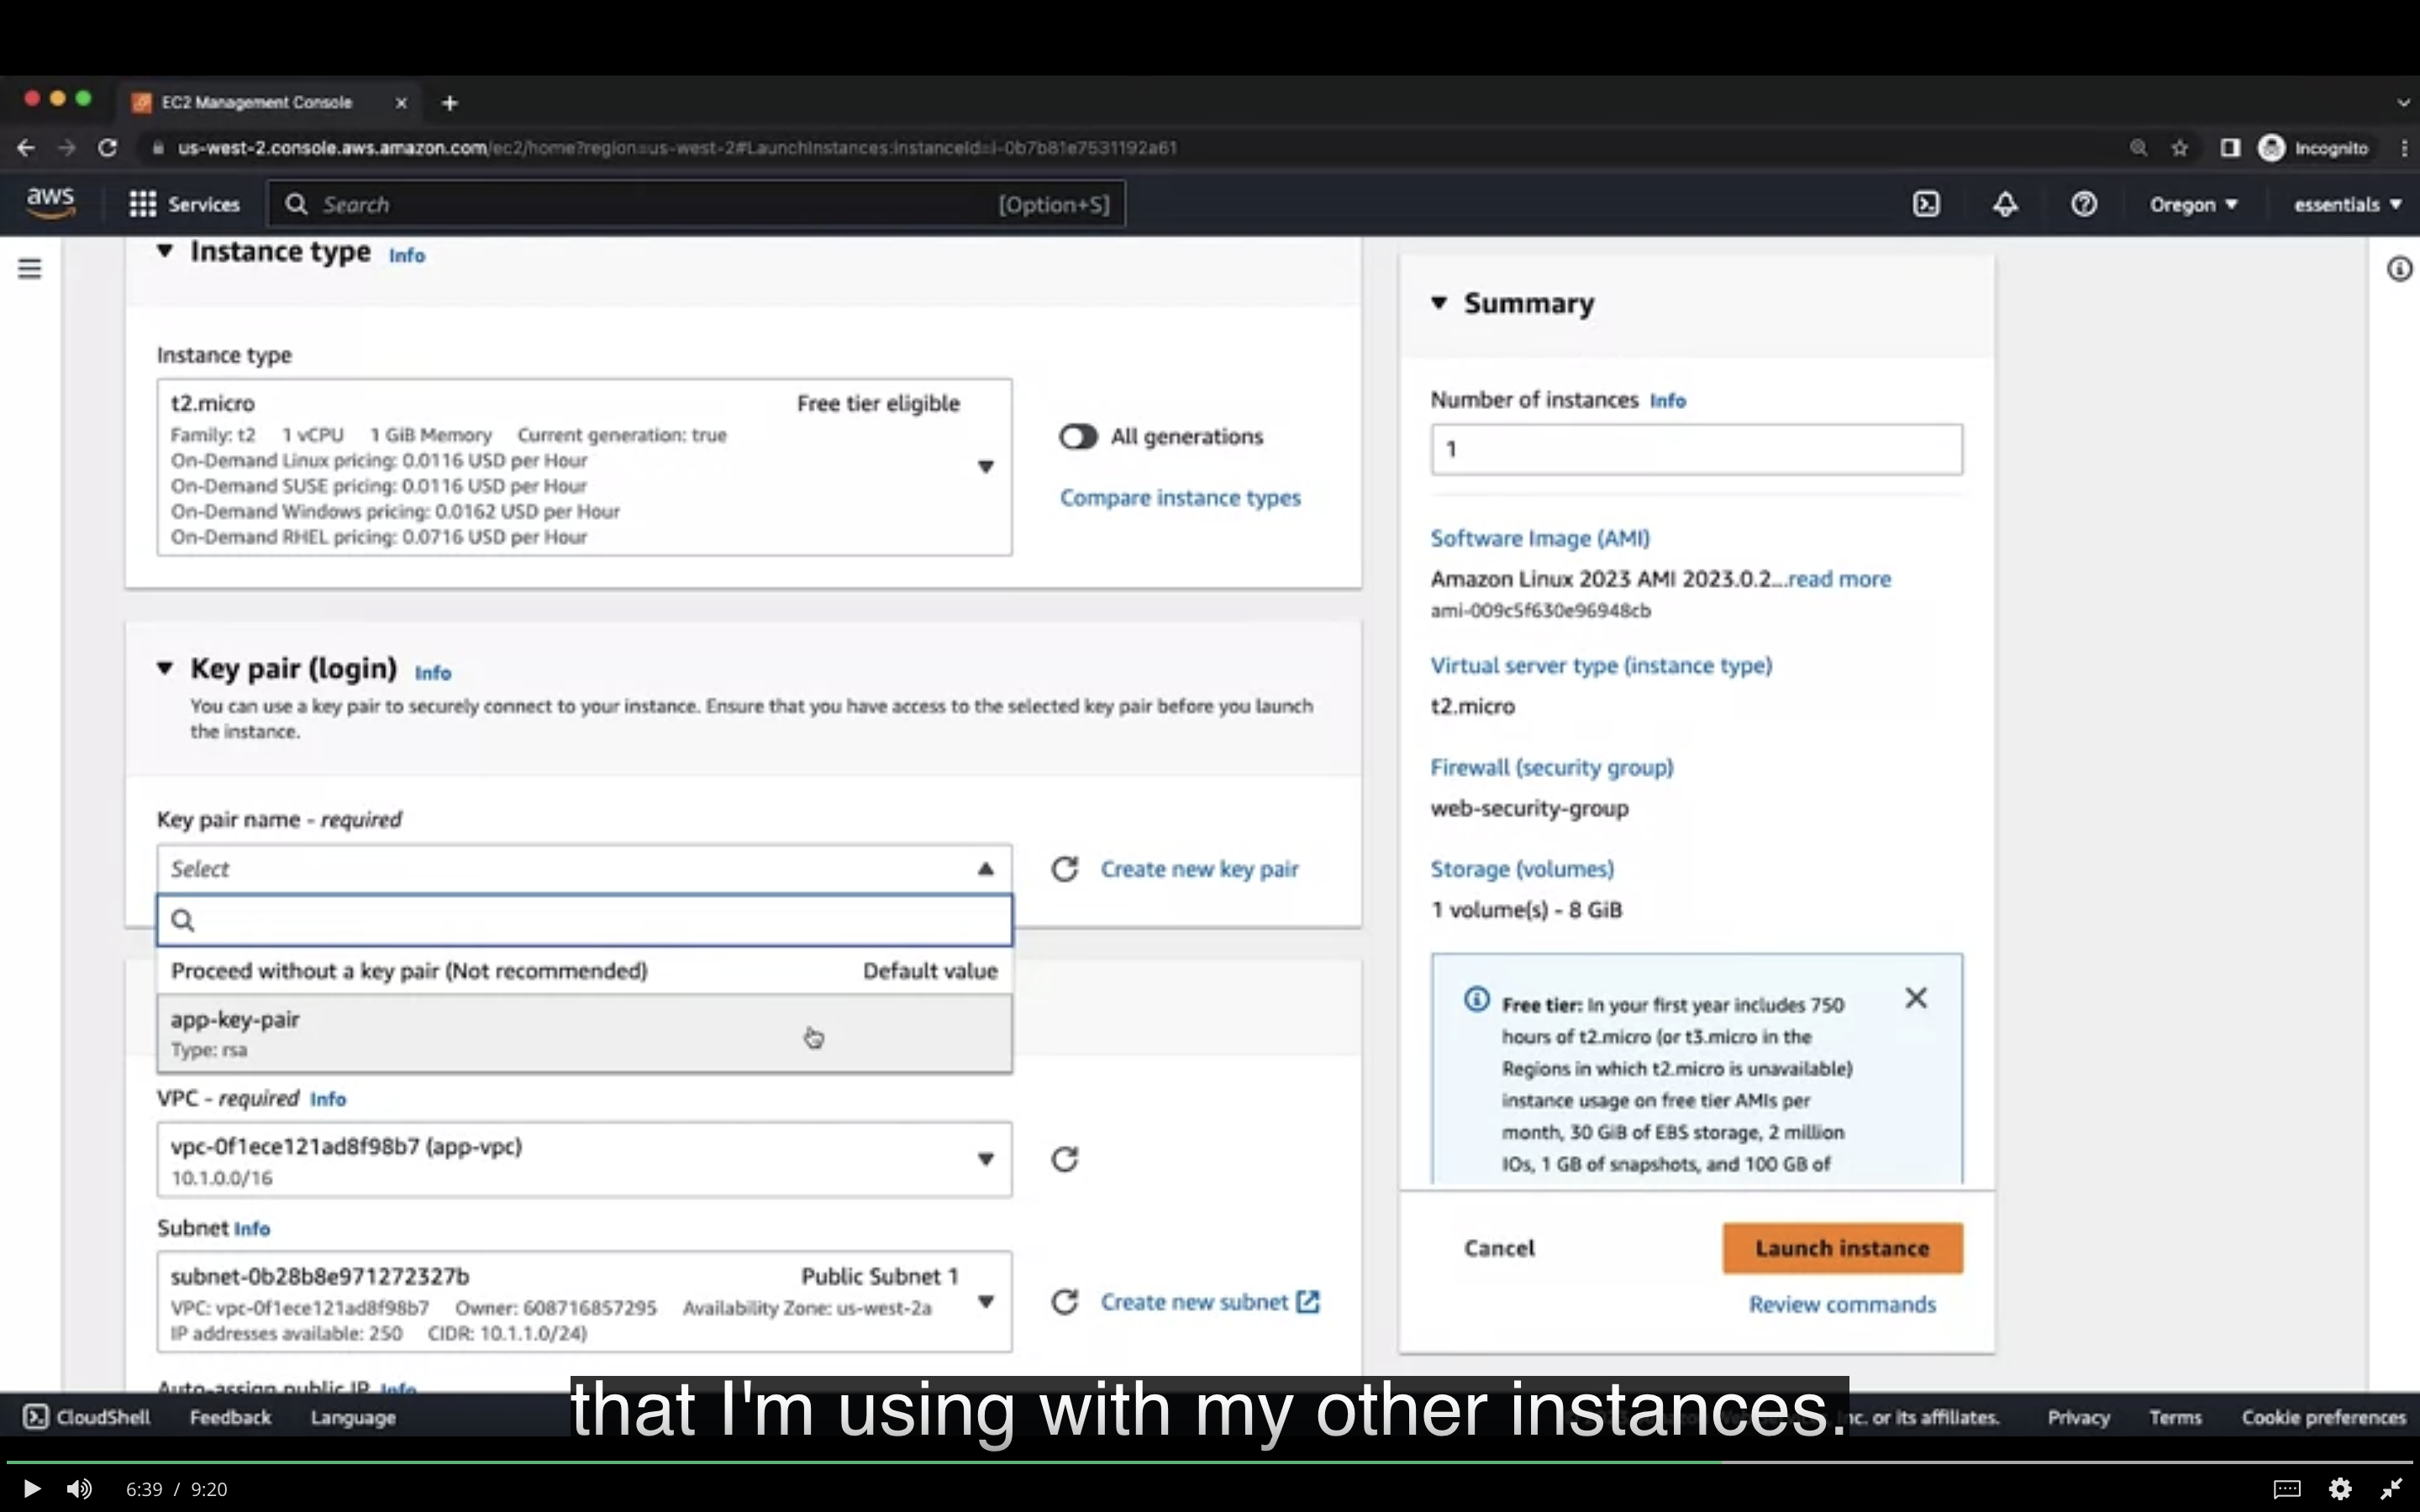 EC2 Management Console
us-west-2.console.aws.amazon.com/ec2/home?region=us-west-2#LaunchInstances:instanceId=i-0b7b81e7531192a61
Incognito
aws
Services
Search
[Option+S]
Oregon
essentials
Instance type Info
Instance type
t2.micro Free tier eligible
Family: t2 1 vCPU 1 GiB Memory Current generation: true
On-Demand Linux pricing: 0.0116 USD per Hour
On-Demand SUSE pricing: 0.0116 USD per Hour
On-Demand Windows pricing: 0.0162 USD per Hour
On-Demand RHEL pricing: 0.0716 USD per Hour
All generations
Compare instance types
Key pair (login) Info
You can use a key pair to securely connect to your instance. Ensure that you have access to the selected key pair before you launch
the instance.
Key pair name - required
Select
Create new key pair
Proceed without a key pair (Not recommended) Default value
app-key-pair
Type: rsa
VPC - required Info
vpc-0f1ece121ad8f98b7 (app-vpc)
10.1.0.0/16
Subnet Info
subnet-0b28b8e971272327b Public Subnet 1
VPC: vpc-0f1ece121ad8f98b7 Owner: 608716857295 Availability Zone: us-west-2a
IP addresses available: 250 CIDR: 10.1.1.0/24)
Create new subnet
Auto-assign public IP Info
Summary
Number of instances Info
1
Software Image (AMI)
Amazon Linux 2023 AMI 2023.0.2...read more
ami-009c5f630e96948cb
Virtual server type (instance type)
t2.micro
Firewall (security group)
web-security-group
Storage (volumes)
1 volume(s) - 8 GiB
Free tier: In your first year includes 750
hours of t2.micro (or t3.micro in the
Regions in which t2.micro is unavailable)
instance usage on free tier AMIs per
month, 30 GiB of EBS storage, 2 million
IOs, 1 GB of snapshots, and 100 GB of
Cancel
Launch instance
Review commands
CloudShell
Feedback
Language
that I'm using with my other instances.
nc. or its affiliates.
Privacy
Terms
Cookie preferences
6:39 / 9:20